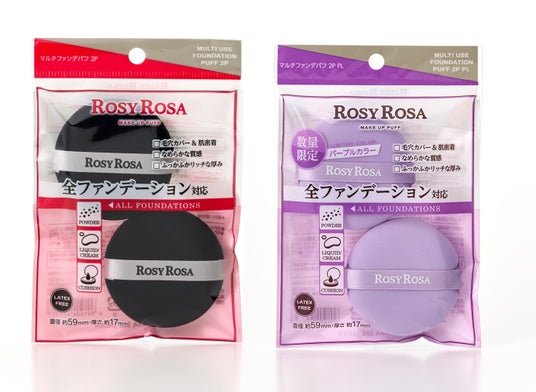 マルチファンデパフ 2P
MULTI USE
FOUNDATION
PUFF 2P
ROSY ROSA
MAKE UP PUFF
毛穴カバー & 肌密着
なめらかな質感
ふっかふかリッチな厚み
ROSY ROSA
全ファンデーション対応
ALL FOUNDATIONS
POWDER
LIQUID/
CREAM
CUSHION
ROSY ROSA
LATEX
FREE
直径 約59mm・厚さ 約17mm
マルチファンデパフ 2P PL
MULTI USE
FOUNDATION
PUFF 2P PL
ROSY ROSA
MAKE UP PUFF
数量
限定
パープルカラー
毛穴カバー & 肌密着
なめらかな質感
ふっかふかリッチな厚み
ROSY ROSA
全ファンデーション対応
ALL FOUNDATIONS
POWDER
LIQUID/
CREAM
CUSHION
ROSY ROSA
LATEX
FREE
直径 約59mm・厚さ 約17mm